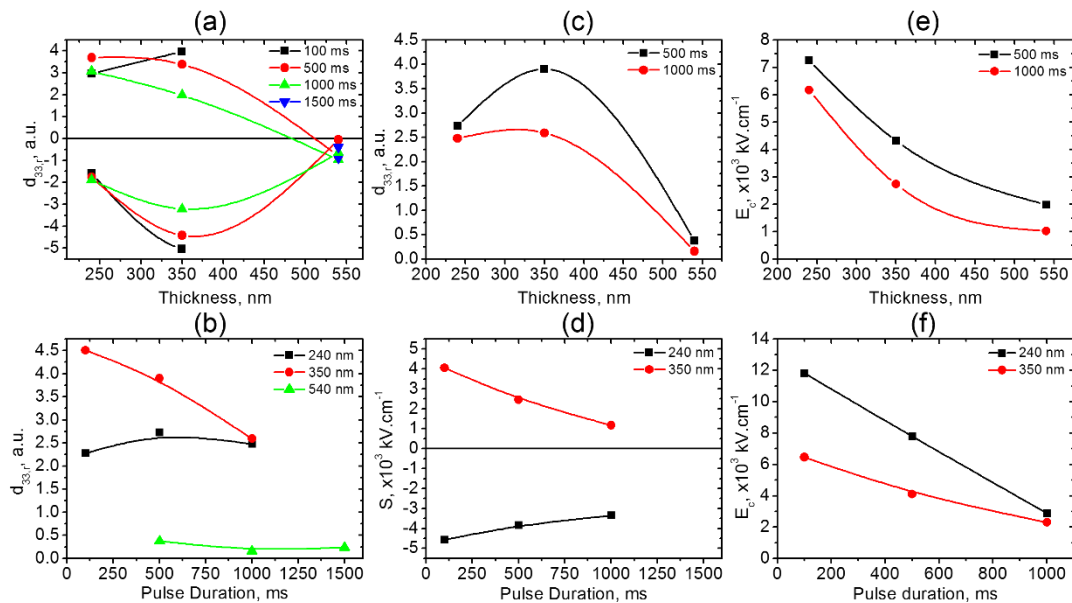 (a)
4
3
2
1
0
-1
-2
-3
-4
-5
d33,r, a.u.
250 300 350 400 450 500 550
Thickness, nm
100 ms
500 ms
1000 ms
1500 ms
(c)
4.5
4.0
3.5
3.0
2.5
2.0
1.5
1.0
0.5
0.0
d33.r, a.u.
200 250 300 350 400 450 500 550
Thickness, nm
500 ms
1000 ms
(e)
8
7
6
5
4
3
2
1
0
Ec, x10³ kV.cm⁻¹
200 250 300 350 400 450 500 550
Thickness, nm
500 ms
1000 ms
(b)
4.5
4.0
3.5
3.0
2.5
2.0
1.5
1.0
0.5
0.0
d33,r, a.u.
0 250 500 750 1000 1250 1500
Pulse Duration, ms
240 nm
350 nm
540 nm
(d)
5
4
3
2
1
0
-1
-2
-3
-4
-5
S, x10³ kV.cm⁻¹
0 250 500 750 1000 1250 1500
Pulse Duration, ms
240 nm
350 nm
(f)
14
12
10
8
6
4
2
0
Ec, x10³ kV.cm⁻¹
0 200 400 600 800 1000
Pulse duration, ms
240 nm
350 nm